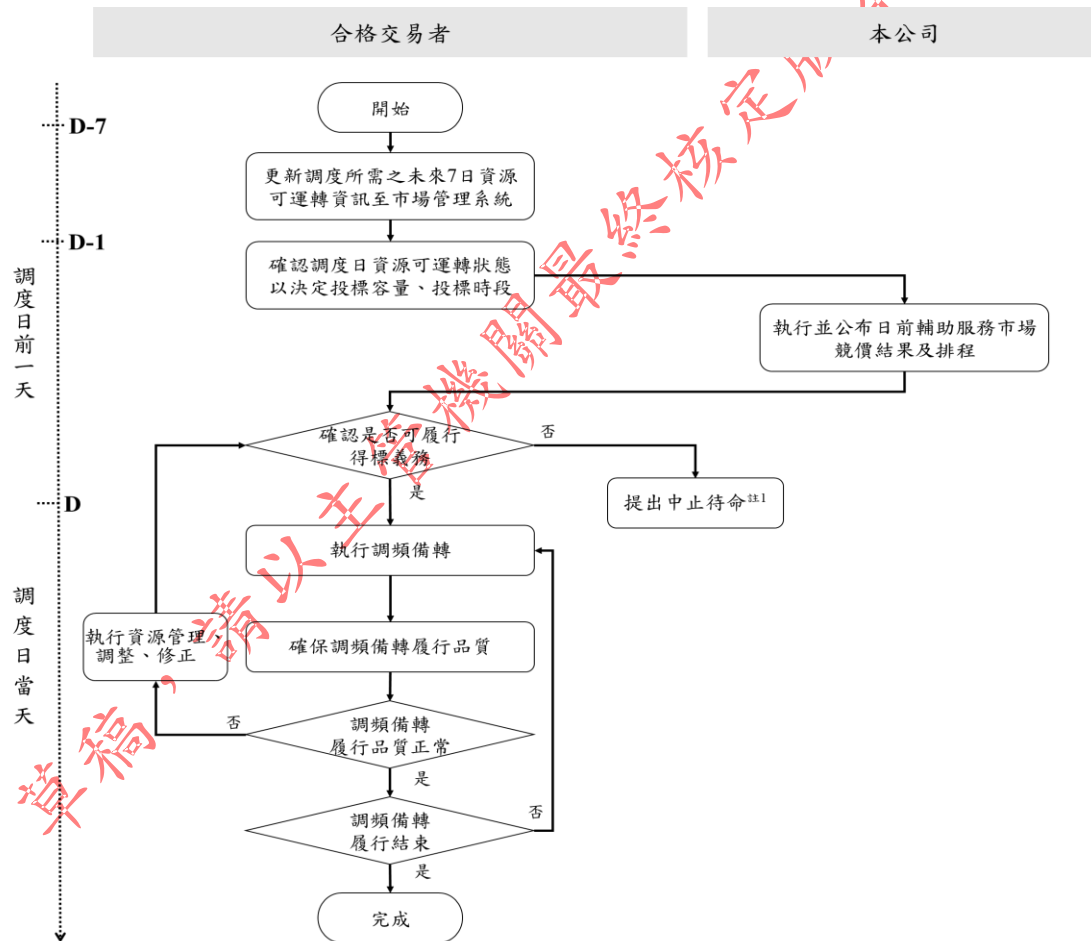 合格交易者
本公司
開始
D-7
更新調度所需之未來7日資源
可運轉資訊至市場管理系統
D-1
確認調度日資源可運轉狀態
以決定投標容量、投標時段
調度日前一天
執行並公布日前輔助服務市場
競價結果及排程
確認是否可履行
得標義務
否
是
D
提出中止待命註1
執行調頻備轉
調度日當天
執行資源管理、
調整、修正
確保調頻備轉履行品質
調頻備轉
履行品質正常
否
是
調頻備轉
履行結束
否
是
完成
草稿，請以主管機關最終核定版